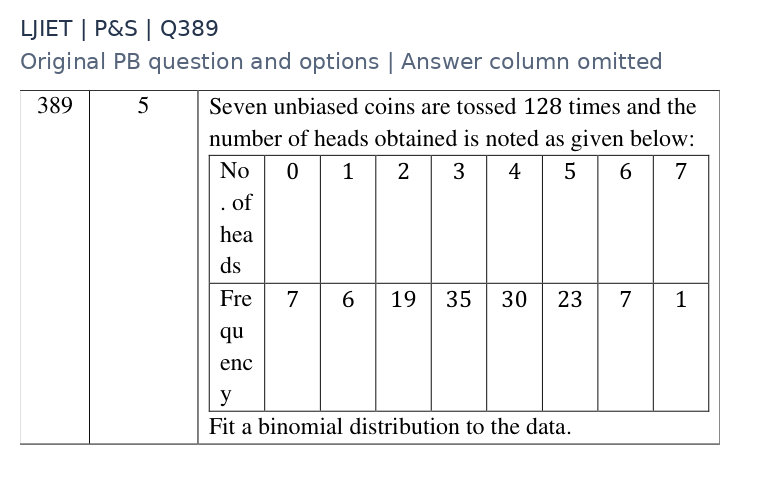 LJIET | P&S | Q389
Original PB question and options | Answer column omitted
389 5 Seven unbiased coins are tossed 128 times and the
number of heads obtained is noted as given below:
No 0 1 2 3 4 5 6 7
. of
hea
ds
Fre 7 6 19 35 30 23 7 1
qu
enc
y
Fit a binomial distribution to the data.